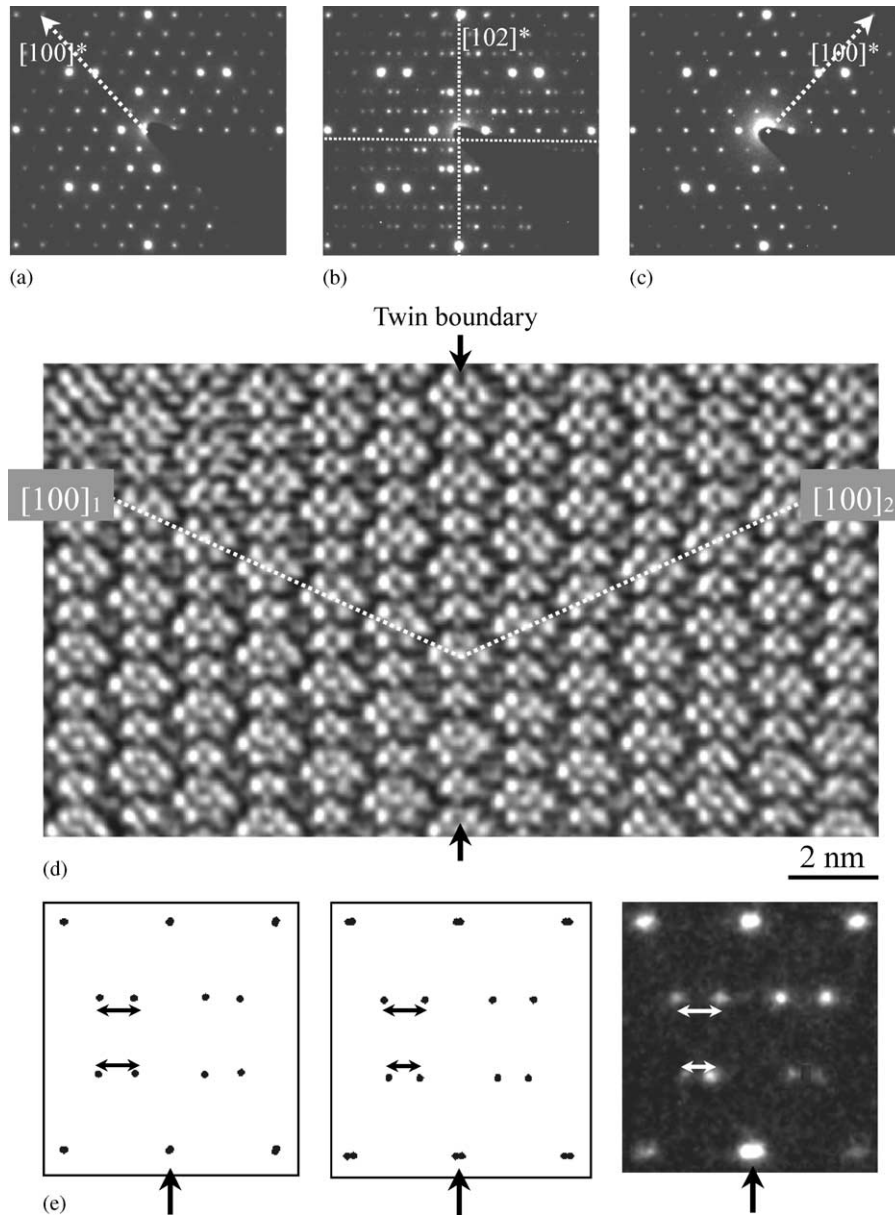 [100]*
[102]*
[100]*
(a)
(b)
(c)
Twin boundary
[100]₁
[100]₂
(d)
2 nm
(e)